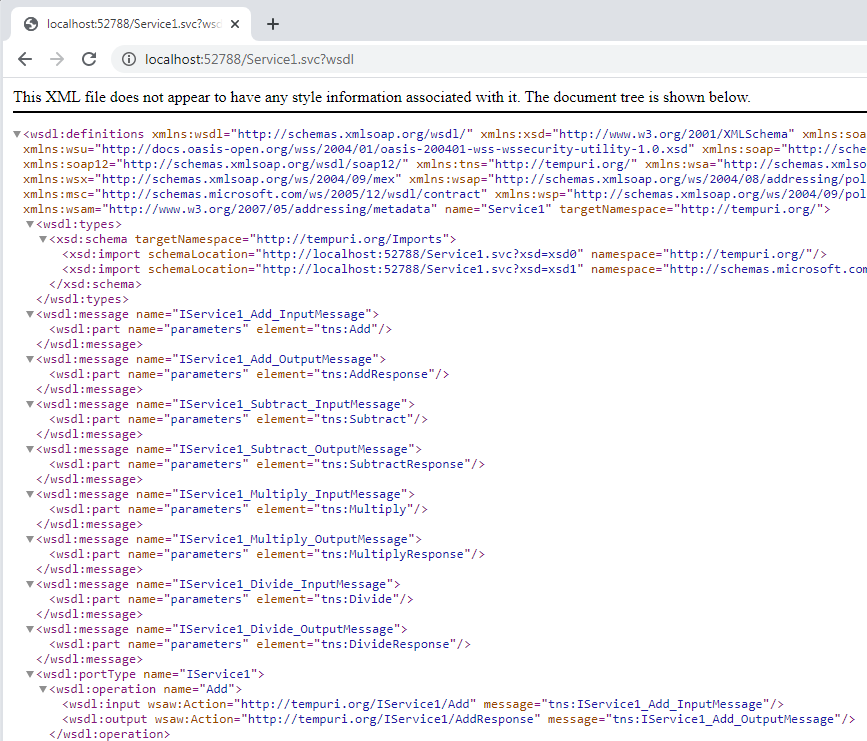 localhost:52788/Service1.svc?wsd
localhost:52788/Service1.svc?wsdl
This XML file does not appear to have any style information associated with it. The document tree is shown below.
<wsdl:definitions xmlns:wsdl="http://schemas.xmlsoap.org/wsdl/" xmlns:xsd="http://www.w3.org/2001/XMLSchema" xmlns:soa
xmlns:wsu="http://docs.oasis-open.org/wss/2004/01/oasis-200401-wss-wssecurity-utility-1.0.xsd" xmlns:soap="http://sche
xmlns:soap12="http://schemas.xmlsoap.org/wsdl/soap12/" xmlns:tns="http://tempuri.org/" xmlns:wsa="http://schemas.xmlso
xmlns:wsx="http://schemas.xmlsoap.org/ws/2004/09/mex" xmlns:wsap="http://schemas.xmlsoap.org/ws/2004/08/addressing/pol
xmlns:msc="http://schemas.microsoft.com/ws/2005/12/wsdl/contract" xmlns:wsp="http://schemas.xmlsoap.org/ws/2004/09/pol
xmlns:wsam="http://www.w3.org/2007/05/addressing/metadata" name="Service1" targetNamespace="http://tempuri.org/">
<wsdl:types>
<xsd:schema targetNamespace="http://tempuri.org/Imports">
<xsd:import schemaLocation="http://localhost:52788/Service1.svc?xsd=xsd0" namespace="http://tempuri.org/"/>
<xsd:import schemaLocation="http://localhost:52788/Service1.svc?xsd=xsd1" namespace="http://schemas.microsoft.com
</xsd:schema>
</wsdl:types>
<wsdl:message name="IService1_Add_InputMessage">
<wsdl:part name="parameters" element="tns:Add"/>
</wsdl:message>
<wsdl:message name="IService1_Add_OutputMessage">
<wsdl:part name="parameters" element="tns:AddResponse"/>
</wsdl:message>
<wsdl:message name="IService1_Subtract_InputMessage">
<wsdl:part name="parameters" element="tns:Subtract"/>
</wsdl:message>
<wsdl:message name="IService1_Subtract_OutputMessage">
<wsdl:part name="parameters" element="tns:SubtractResponse"/>
</wsdl:message>
<wsdl:message name="IService1_Multiply_InputMessage">
<wsdl:part name="parameters" element="tns:Multiply"/>
</wsdl:message>
<wsdl:message name="IService1_Multiply_OutputMessage">
<wsdl:part name="parameters" element="tns:MultiplyResponse"/>
</wsdl:message>
<wsdl:message name="IService1_Divide_InputMessage">
<wsdl:part name="parameters" element="tns:Divide"/>
</wsdl:message>
<wsdl:message name="IService1_Divide_OutputMessage">
<wsdl:part name="parameters" element="tns:DivideResponse"/>
</wsdl:message>
<wsdl:portType name="IService1">
<wsdl:operation name="Add">
<wsdl:input wsaw:Action="http://tempuri.org/IService1/Add" message="tns:IService1_Add_InputMessage"/>
<wsdl:output wsaw:Action="http://tempuri.org/IService1/AddResponse" message="tns:IService1_Add_OutputMessage"/>
</wsdl:operation>